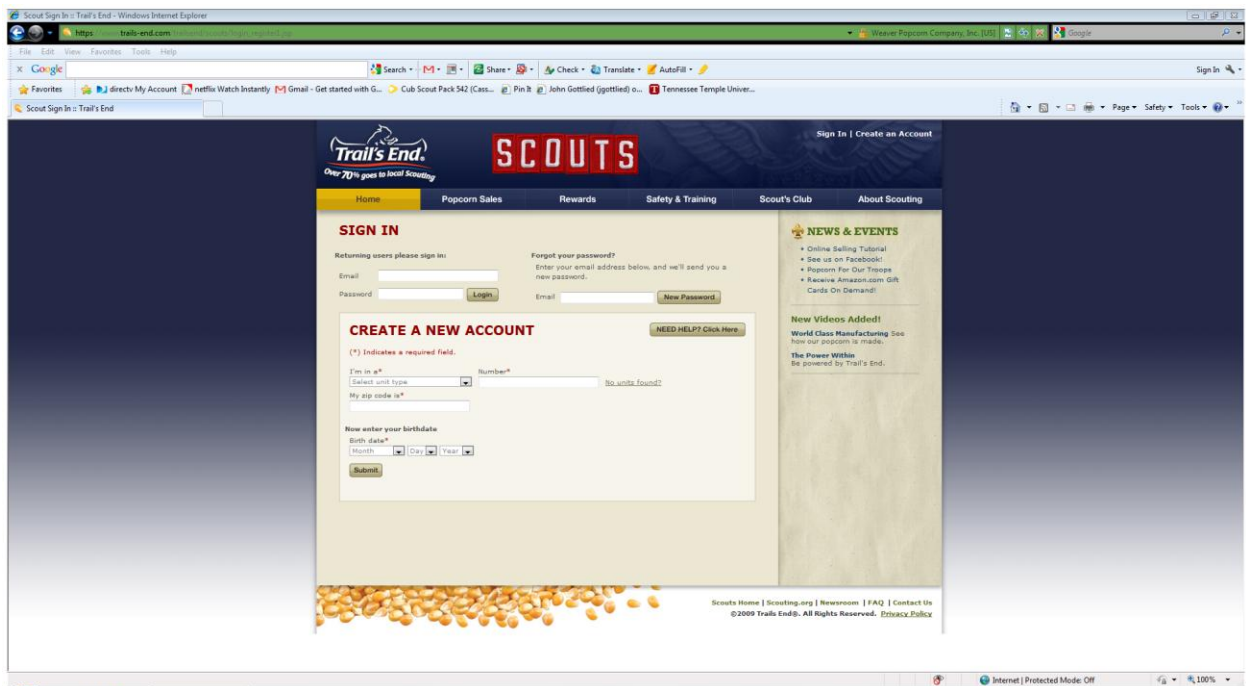 Scout Sign In :: Trail's End - Windows Internet Explorer
https trails-end.com Weaver Popcorn Company, Inc. [US] Google
File Edit View Favorites Tools Help
x Google Search Share Check Translate AutoFill Sign In
Favorites directv My Account netflix Watch Instantly Gmail - Get started with G... Cub Scout Pack 542 (Cass... Pin It John Gottlied (jgottlied) o... Tennessee Temple Univer...
Scout Sign In :: Trail's End Page Safety Tools
Sign In | Create an Account
Trail's End®
SCOUTS
Over 70% goes to local Scouting
Home Popcorn Sales Rewards Safety & Training Scout's Club About Scouting
SIGN IN
Returning users please sign in:
Email
Password Login
Forgot your password?
Enter your email address below, and we'll send you a
new password.
Email New Password
CREATE A NEW ACCOUNT NEED HELP? Click Here
(*) Indicates a required field.
I'm in a* Number*
Select unit type No units found?
My zip code is*
Now enter your birthdate
Birth date*
Month Day Year
Submit
NEWS & EVENTS
• Online Selling Tutorial
• See us on Facebook!
• Popcorn For Our Troops
• Receive Amazon.com Gift
Cards On Demand!
New Videos Added!
World Class Manufacturing See
how our popcorn is made.
The Power Within
Be powered by Trail's End.
Scouts Home | Scouting.org | Newsroom | FAQ | Contact Us
©2009 Trails End®. All Rights Reserved. Privacy Policy
Internet | Protected Mode: Off 100%